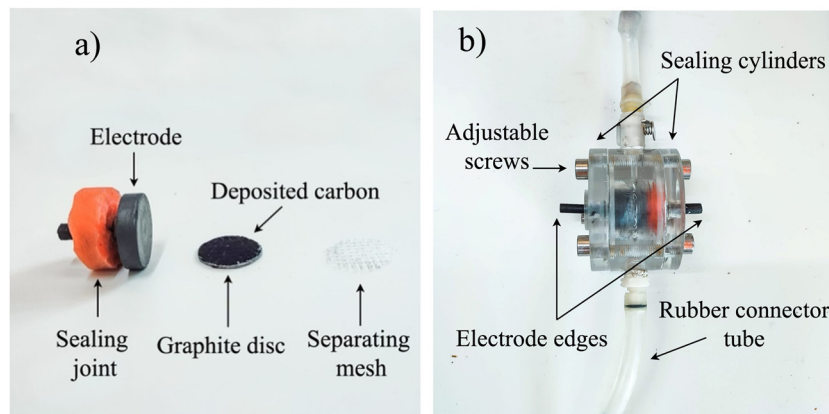 a)
Electrode
Deposited carbon
Sealing
joint
Graphite disc
Separating
mesh
b)
Sealing cylinders
Adjustable
screws
Electrode edges
Rubber connector
tube